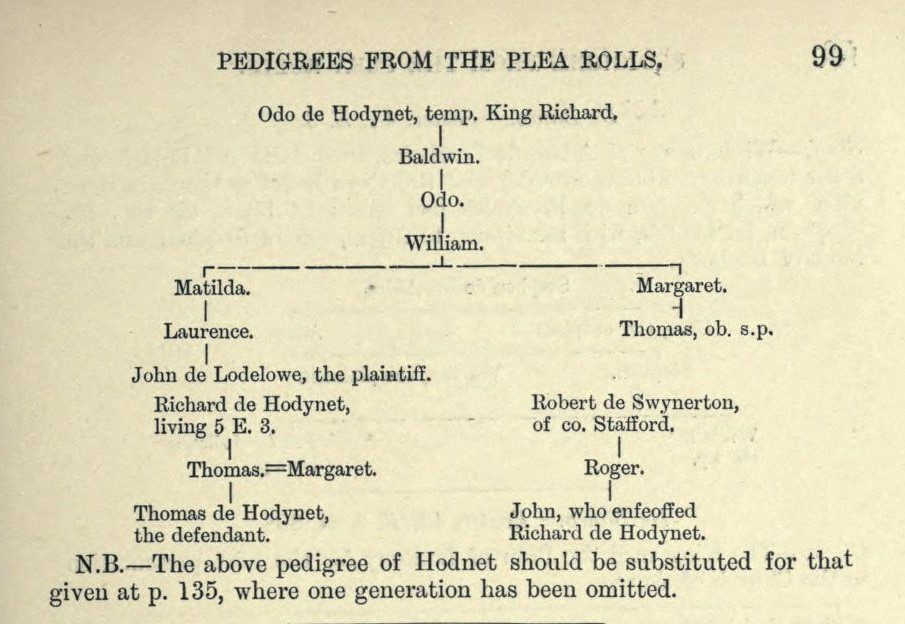 PEDIGREES FROM THE PLEA ROLLS. 99
Odo de Hodynet, temp. King Richard.
Baldwin.
Odo.
William.
Matilda. Margaret.
Laurence. Thomas, ob. s.p.
John de Lodelowe, the plaintiff.
Richard de Hodynet, Robert de Swynerton,
living 5 E. 3. of co. Stafford.
Thomas.=Margaret. Roger.
Thomas de Hodynet, John, who enfeoffed
the defendant. Richard de Hodynet.
N.B.—The above pedigree of Hodnet should be substituted for that
given at p. 135, where one generation has been omitted.